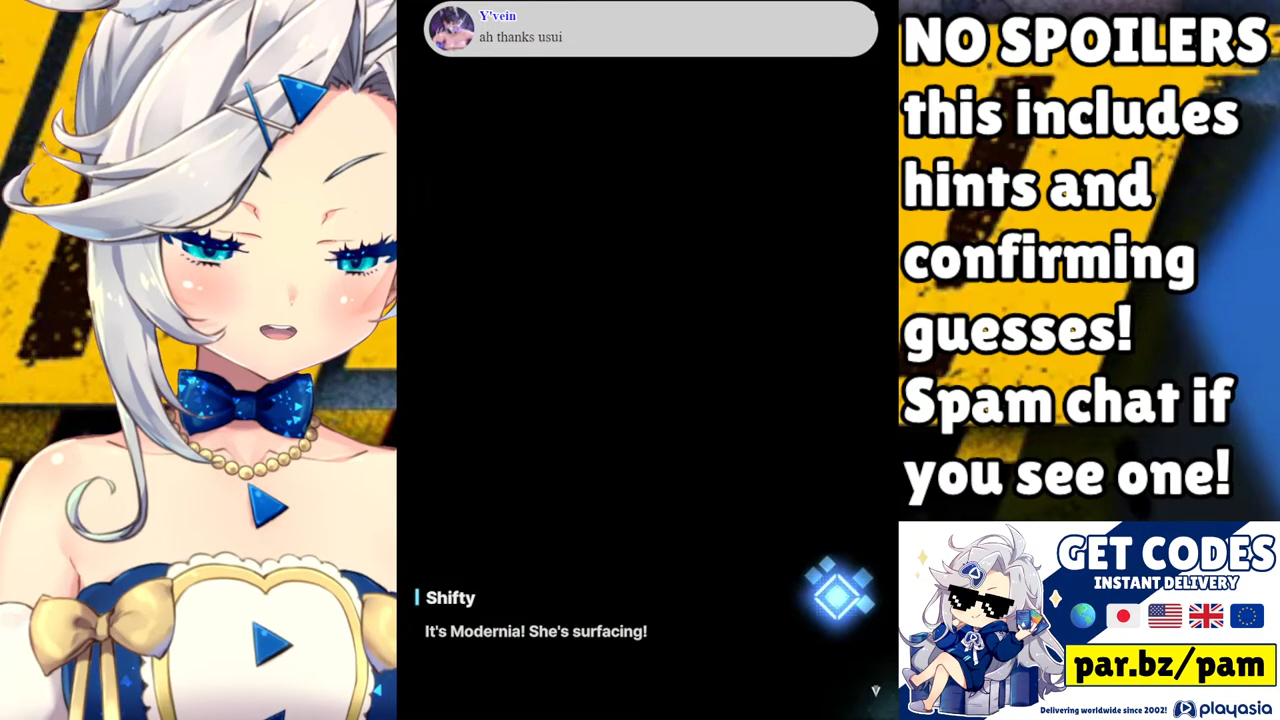 Y'vein
ah thanks usui
NO SPOILERS
this includes
hints and
confirming
guesses!
Spam chat if
you see one!
Shifty
It's Modernia! She's surfacing!
GET CODES
INSTANT DELIVERY
par.bz/pam
Delivering worldwide since 2002!
playasia